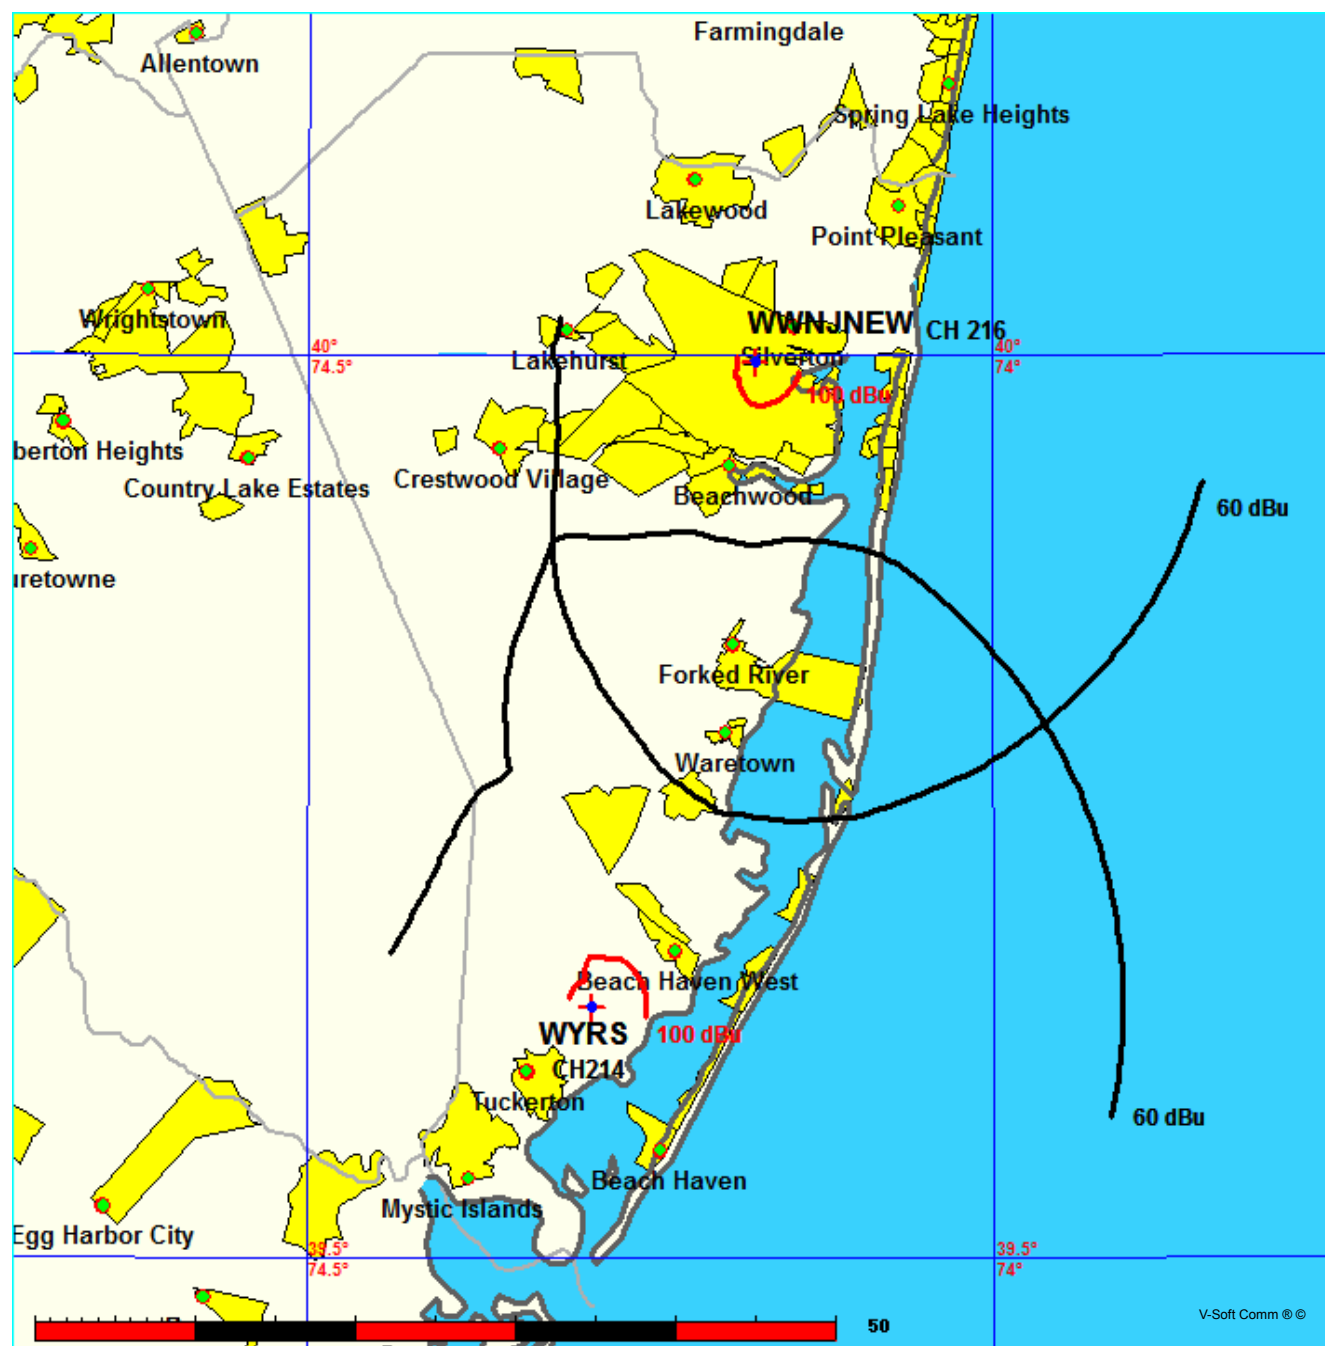 Farmingdale
Allentown
Spring Lake Heights
Lakewood
Point Pleasant
Wrightstown
WWNJNEW
CH 216
40°
74.5°
Lakehurst
Silverton
40°
74°
100 dBu
berton Heights
Country Lake Estates
Crestwood Village
Beachwood
60 dBu
uretowne
Forked River
Waretown
Beach Haven West
WYRS
100 dBu
CH214
Tuckerton
60 dBu
Beach Haven
Mystic Islands
Egg Harbor City
39.5°
74.5°
39.5°
74°
V-Soft Comm ® ©
50